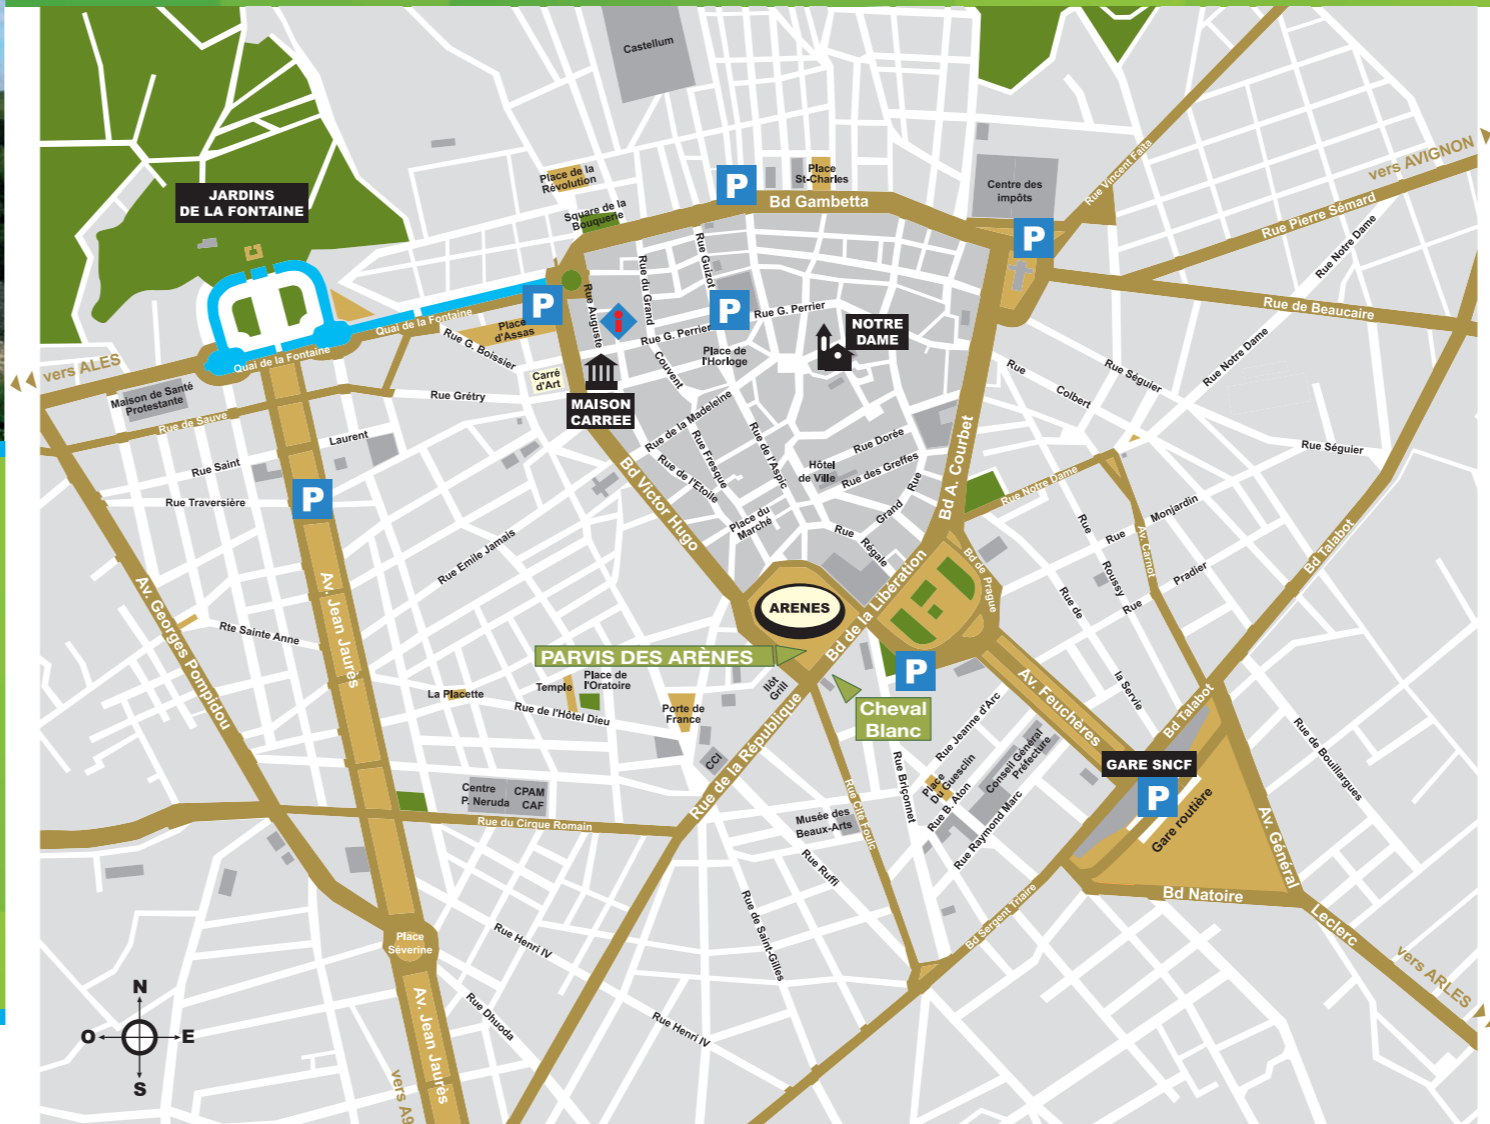 Castellum
JARDINS
DE LA FONTAINE
Place de la
Révolution
Square de la
Bouquerie
P
Place
St-Charles
Bd Gambetta
Centre des
impôts
P
Rue Vincent Faïta
vers AVIGNON
Rue Pierre Sémard
Rue Notre Dame
Rue de Beaucaire
Rue Guizot
Rue du Grand
Couvent
Rue Auguste
P
Place
d'Assas
i
P
Rue G. Perrier
Rue G. Perrier
NOTRE
DAME
Place de
l'Horloge
Quai de la Fontaine
Quai de la Fontaine
Rue G. Boissier
vers ALES
Maison de Santé
Protestante
Rue de Sauve
Rue Grétry
Carré
d'Art
MAISON
CARREE
Rue
Colbert
Rue Séguier
Rue Notre Dame
Rue Séguier
Laurent
Rue Saint
Rue Traversière
P
Rue de la Madeleine
Rue Fresque
Rue de l'Etoile
Rue de l'Aspic
Rue Dorée
Hôtel
de Ville
Rue des Greffes
Grand
Rue
Bd A. Courbet
Bd Victor Hugo
Place du
Marché
Rue
Régale
Rue Notre Dame
Rue
Roussy
Rue
Monjardin
Av. Carnot
Rue
Pradier
Bd Talabot
Rue Emile Jamais
Av. Georges Pompidou
Av. Jean Jaurès
Rte Sainte Anne
ARENES
Bd de la Libération
Bd de Prague
Rue de
la Servie
PARVIS DES ARÈNES
P
Av. Feuchères
La Placette
Temple
Place de
l'Oratoire
Rue de l'Hôtel Dieu
Porte de
France
Ilôt
Grill
Cheval
Blanc
Bd Talabot
GARE SNCF
P
Gare routière
Rue de Bouillargues
CCI
Rue de la République
Rue Cité Foulc
Rue Briçonnet
Rue Jeanne d'Arc
Place
Du Guesclin
Rue B. Aton
Conseil Général
Préfecture
Rue Raymond Marc
Centre
P. Neruda
CPAM
CAF
Rue du Cirque Romain
Musée des
Beaux-Arts
Rue Ruffi
Av. Général
Leclerc
Bd Natoire
Bd Sergent Triaire
vers ARLES
Place
Séverine
Rue Henri IV
Rue de Saint-Gilles
Rue Dhuoda
Rue Henri IV
Av. Jean Jaurès
vers A9
N
O
E
S